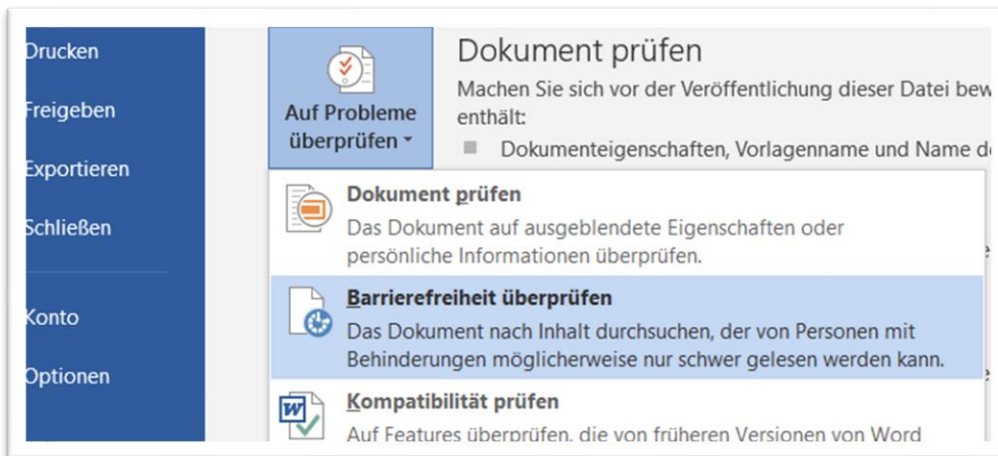 Drucken
Freigeben
Exportieren
Schließen
Konto
Optionen
Auf Probleme
überprüfen
Dokument prüfen
Machen Sie sich vor der Veröffentlichung dieser Datei bew
enthält:
Dokumenteigenschaften, Vorlagenname und Name d
Dokument prüfen
Das Dokument auf ausgeblendete Eigenschaften oder
persönliche Informationen überprüfen.
Barrierefreiheit überprüfen
Das Dokument nach Inhalt durchsuchen, der von Personen mit
Behinderungen möglicherweise nur schwer gelesen werden kann.
Kompatibilität prüfen
Auf Features überprüfen, die von früheren Versionen von Word